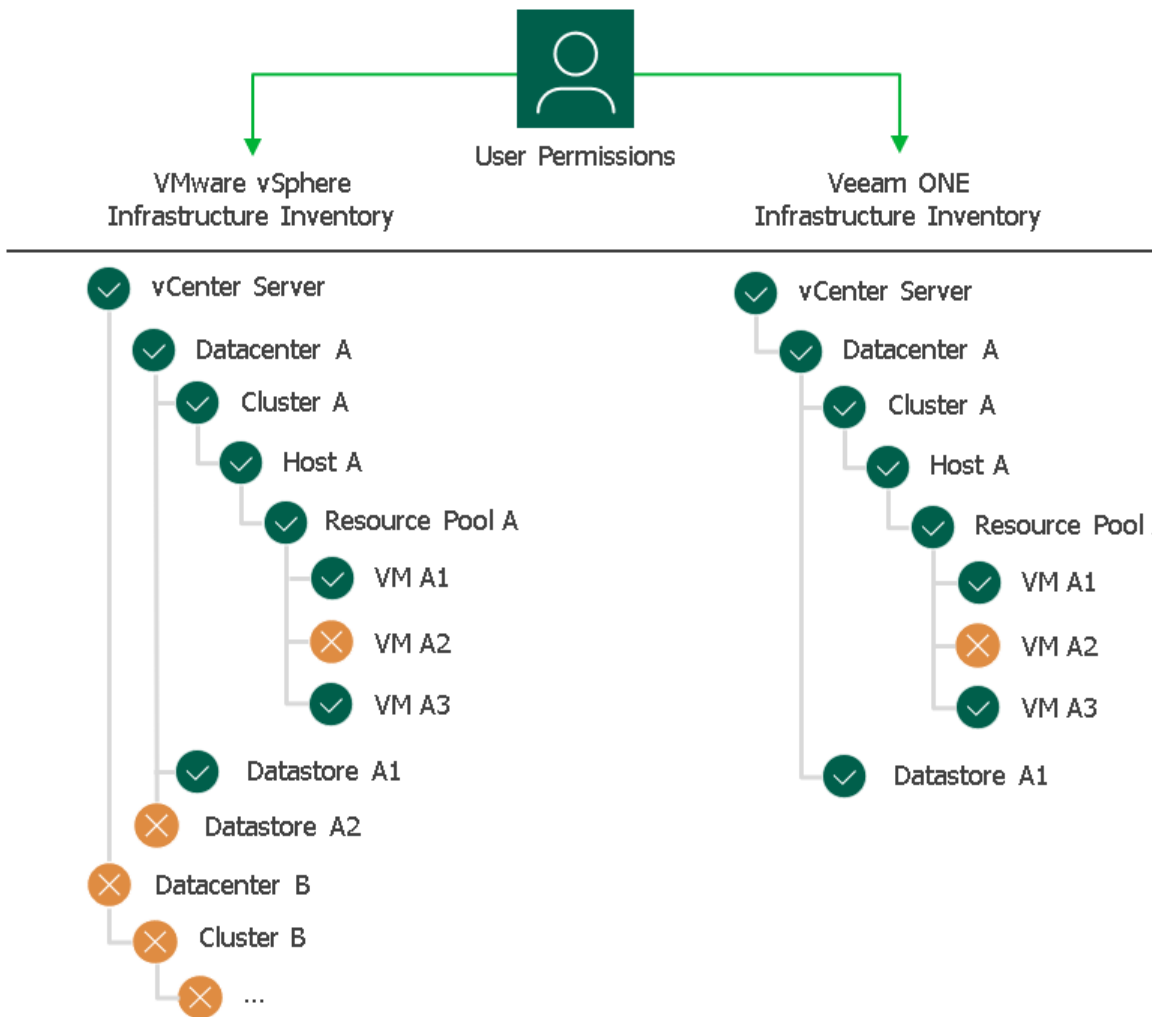 User Permissions
VMware vSphere
Infrastructure Inventory
Veeam ONE
Infrastructure Inventory
vCenter Server
Datacenter A
Cluster A
Host A
Resource Pool A
VM A1
VM A2
VM A3
Datastore A1
Datastore A2
Datacenter B
Cluster B
...
vCenter Server
Datacenter A
Cluster A
Host A
Resource Pool
VM A1
VM A2
VM A3
Datastore A1